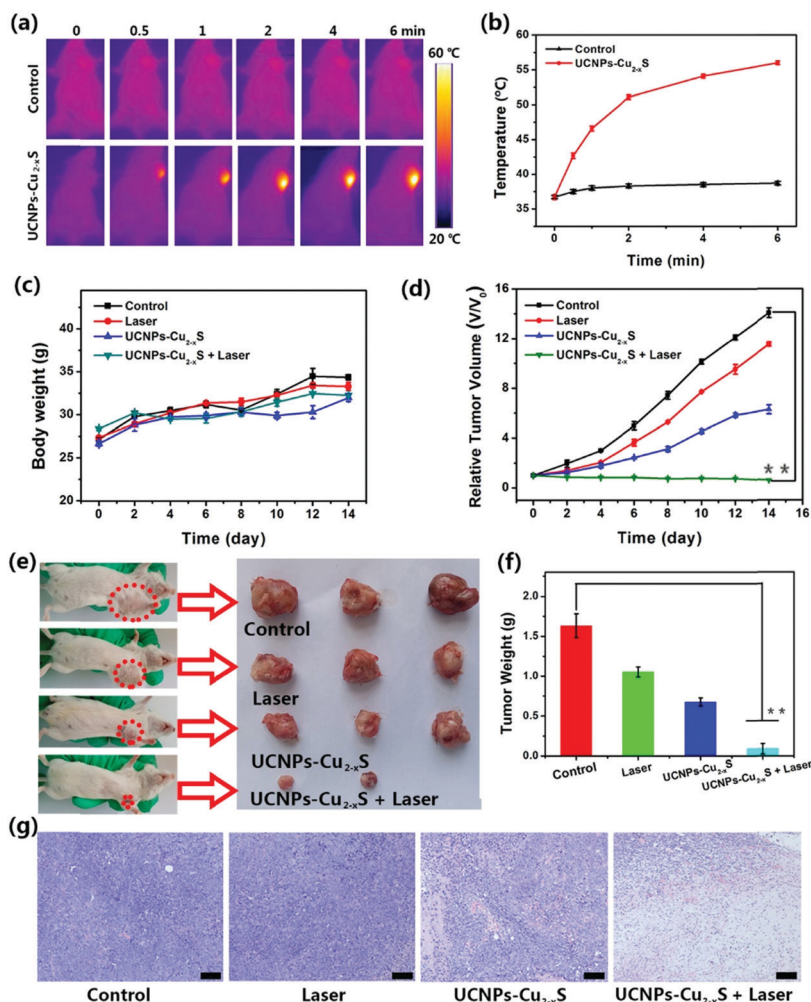 (a)
0 0.5 1 2 4 6 min
Control
UCNPs-Cu2-xS
60 ℃
20 ℃
(b)
Control
UCNPs-Cu2-xS
Temperature (°C)
55
50
45
40
35
0 2 4 6
Time (min)
(c)
Control
Laser
UCNPs-Cu2-xS
UCNPs-Cu2-xS + Laser
Body weight (g)
40
35
30
25
0 2 4 6 8 10 12 14
Time (day)
(d)
Control
Laser
UCNPs-Cu2-xS
UCNPs-Cu2-xS + Laser
Relative Tumor Volume (V/V0)
16
12
8
4
0
**
0 2 4 6 8 10 12 14 16
Time (day)
(e)
Control
Laser
UCNPs-Cu2-xS
UCNPs-Cu2-xS + Laser
(f)
Tumor Weight (g)
2.0
1.5
1.0
0.5
0.0
**
Control Laser UCNPs-Cu2-xS UCNPs-Cu2-xS + Laser
(g)
Control Laser UCNPs-Cu2-xS UCNPs-Cu2-xS + Laser